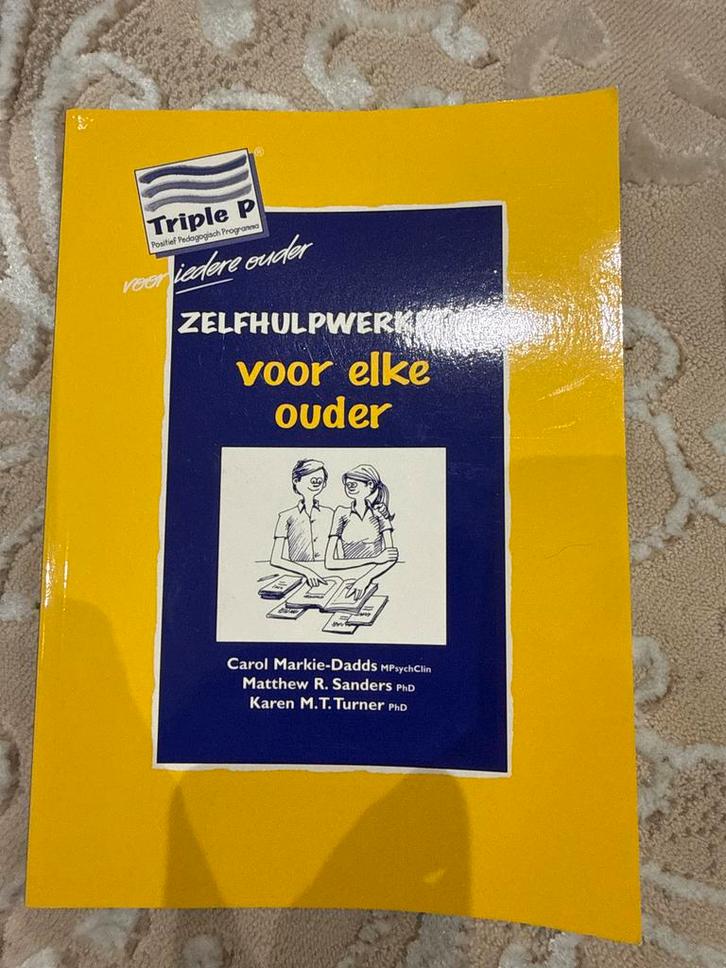 Triple P®
Positief Pedagogisch Programma
voor iedere ouder
voor elke
ouder
Carol Markie-Dadds MPsychClin
Matthew R. Sanders PhD
Karen M.T. Turner PhD